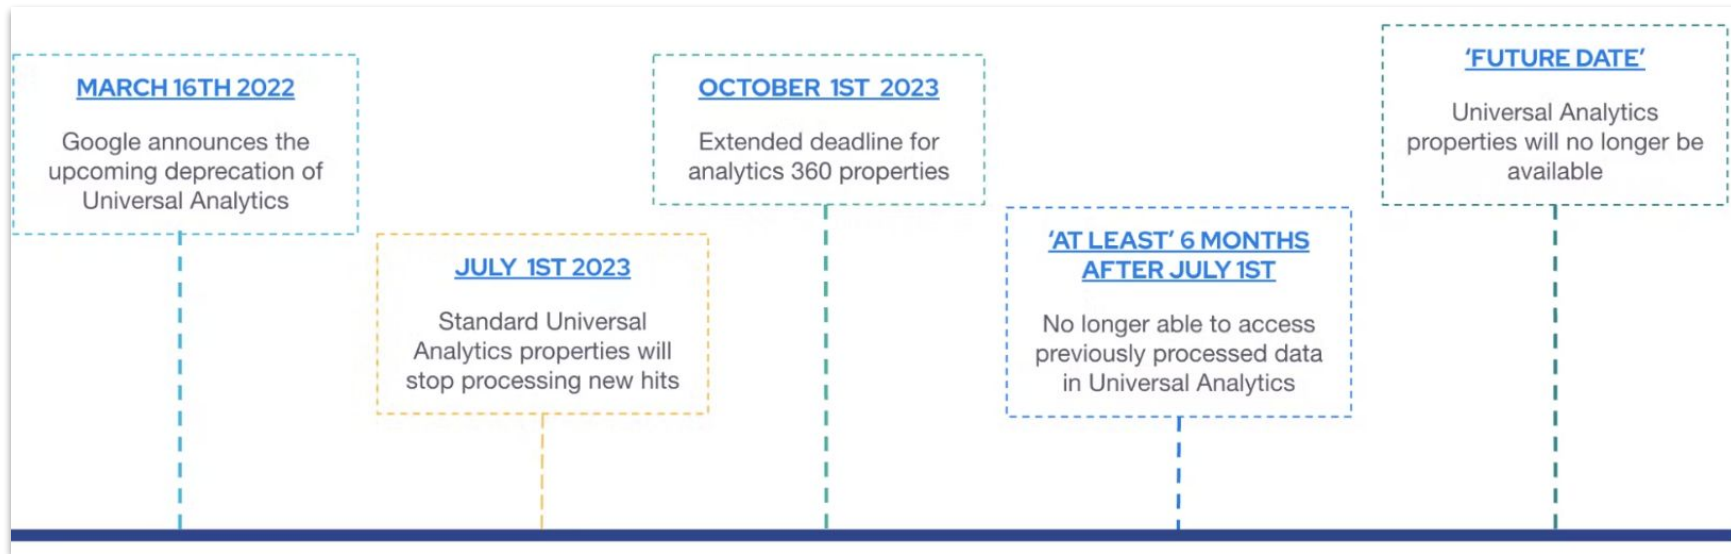 MARCH 16TH 2022
Google announces the
upcoming deprecation of
Universal Analytics
JULY 1ST 2023
Standard Universal
Analytics properties will
stop processing new hits
OCTOBER 1ST 2023
Extended deadline for
analytics 360 properties
‘AT LEAST’ 6 MONTHS
AFTER JULY 1ST
No longer able to access
previously processed data
in Universal Analytics
‘FUTURE DATE’
Universal Analytics
properties will no longer be
available